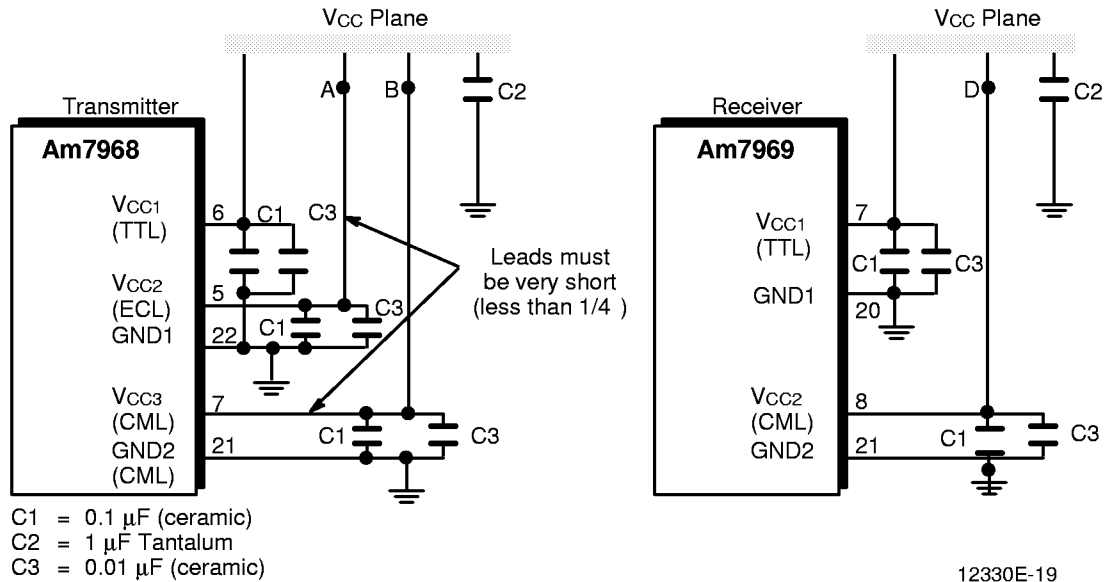 VCC Plane
A
B
C2
Transmitter
Am7968
VCC1
(TTL)
6
C1
C3
VCC2
(ECL)
5
GND1
22
C1
C3
Leads must
be very short
(less than 1/4 )
VCC3
(CML)
7
GND2
(CML)
21
C1
C3
C1 = 0.1 μF (ceramic)
C2 = 1 μF Tantalum
C3 = 0.01 μF (ceramic)
VCC Plane
D
C2
Receiver
Am7969
VCC1
(TTL)
7
C1
C3
GND1
20
VCC2
(CML)
8
GND2
21
C1
C3
12330E-19